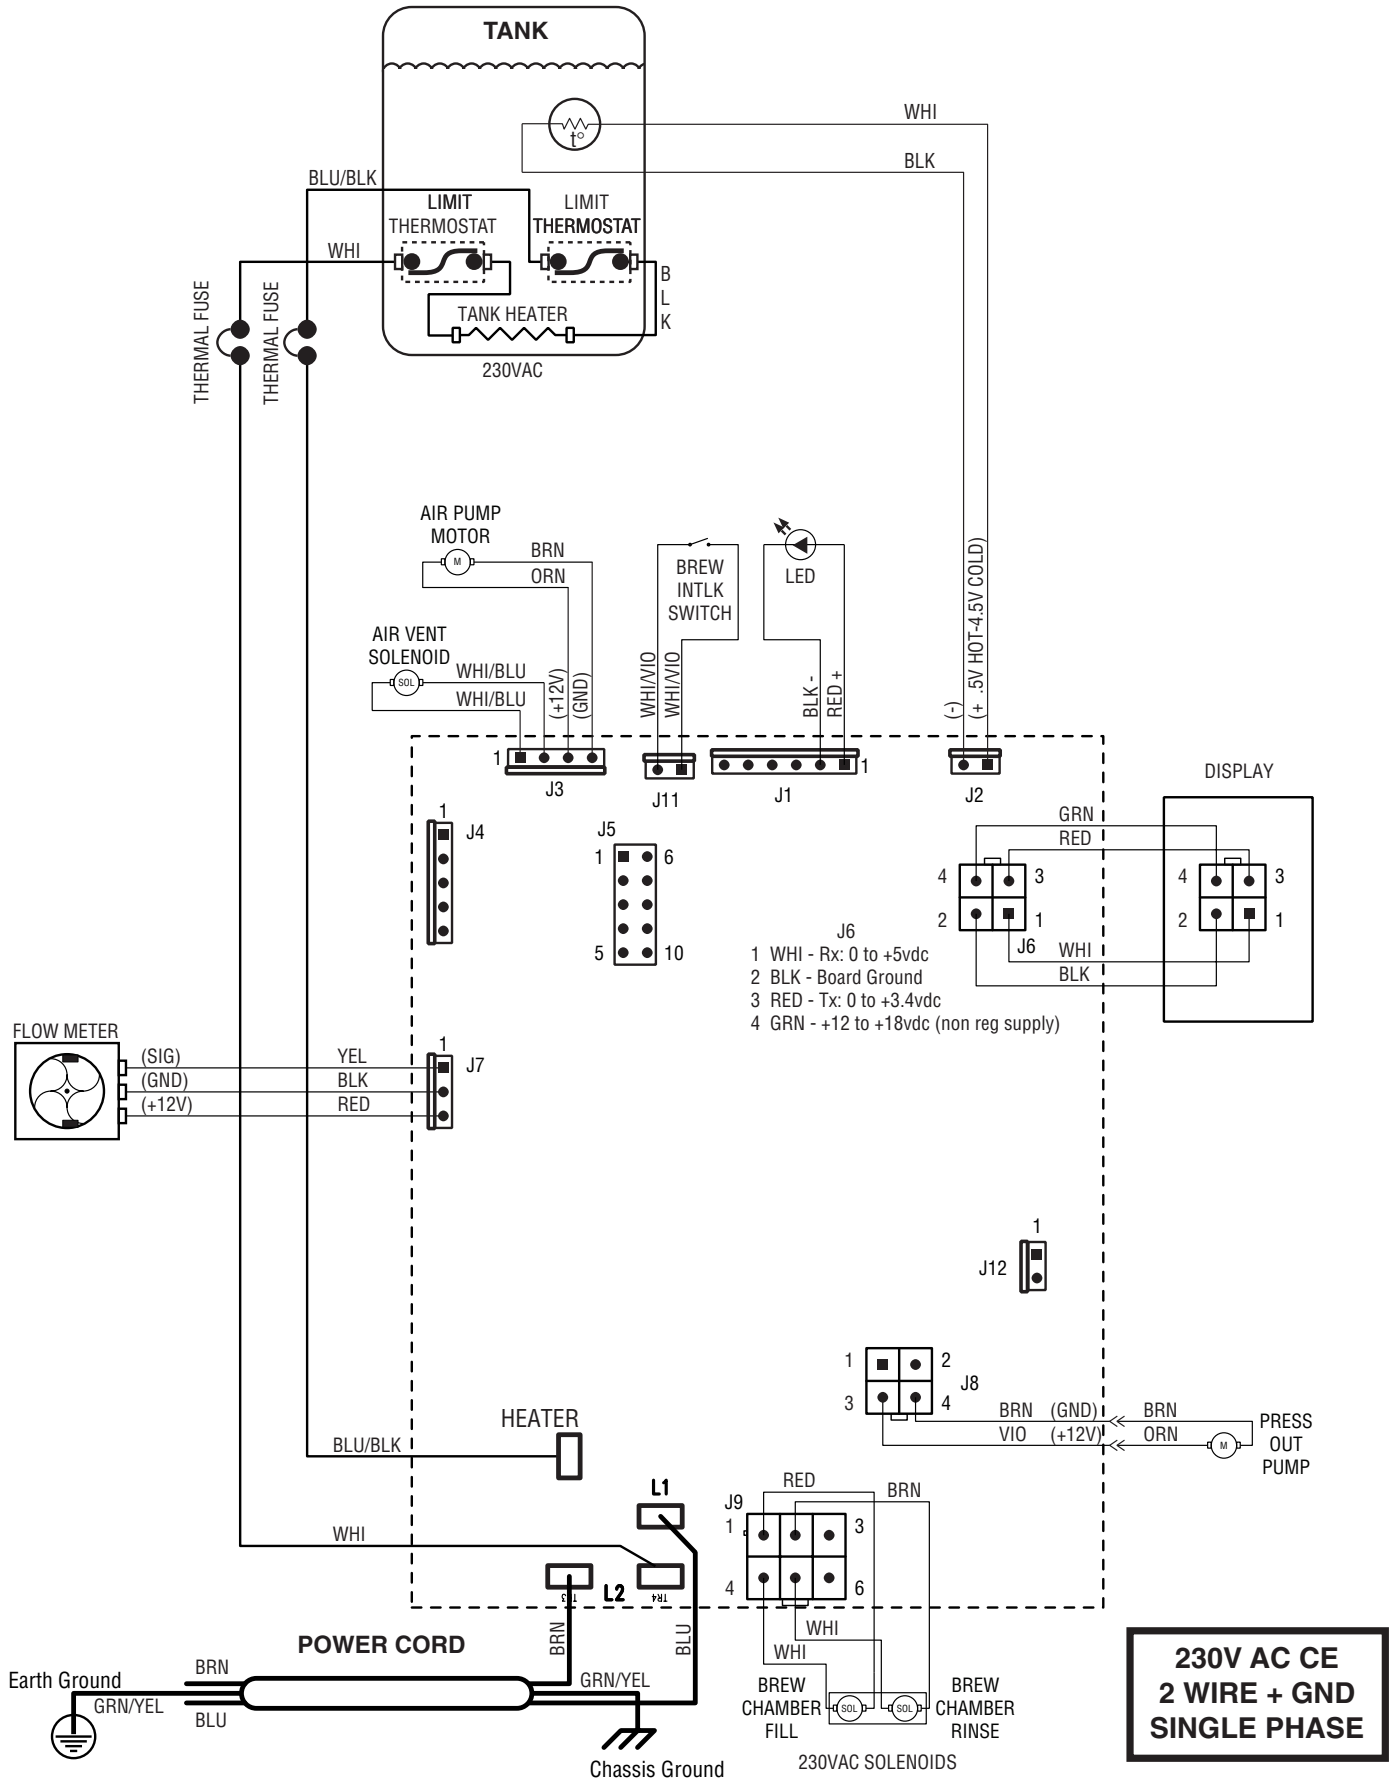 TANK
WHI
t°
BLK
BLU/BLK
LIMIT
THERMOSTAT
LIMIT
THERMOSTAT
WHI
B
L
K
TANK HEATER
THERMAL FUSE
THERMAL FUSE
230VAC
AIR PUMP
MOTOR
M
BRN
ORN
BREW
INTLK
SWITCH
LED
AIR VENT
SOLENOID
SOL
WHI/BLU
WHI/BLU
(+12V)
(GND)
WHI/VIO
WHI/VIO
BLK -
RED +
(-)
(+ .5V HOT-4.5V COLD)
1
J3
J11
1
J1
J2
DISPLAY
1
J4
J5
1
6
5
10
GRN
RED
4
3
2
1
J6
WHI
BLK
4
3
2
1
J6
1 WHI - Rx: 0 to +5vdc
2 BLK - Board Ground
3 RED - Tx: 0 to +3.4vdc
4 GRN - +12 to +18vdc (non reg supply)
FLOW METER
(SIG)
YEL
(GND)
BLK
(+12V)
RED
1
J7
1
J12
1
2
J8
3
4
BRN (GND)
BRN
VIO (+12V)
ORN
M
PRESS
OUT
PUMP
HEATER
BLU/BLK
L1
RED
BRN
J9
1
3
4
6
WHI
L2
TR4
BRN
BLU
WHI
WHI
POWER CORD
Earth Ground
BRN
GRN/YEL
BLU
GRN/YEL
Chassis Ground
BREW
CHAMBER
FILL
SOL
SOL
BREW
CHAMBER
RINSE
230VAC SOLENOIDS
230V AC CE
2 WIRE + GND
SINGLE PHASE